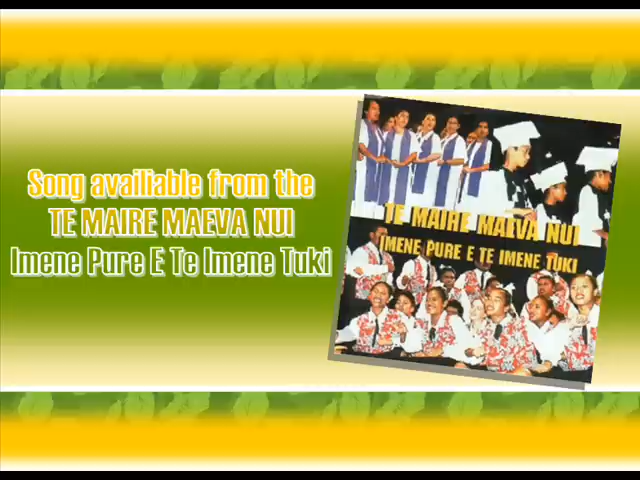 Song availiable from the
TE MAIRE MAEVA NUI
Imene Pure E Te Imene Tuki
TE MAIRE MAEVA NUI
IMENE PURE E TE IMENE TUKI